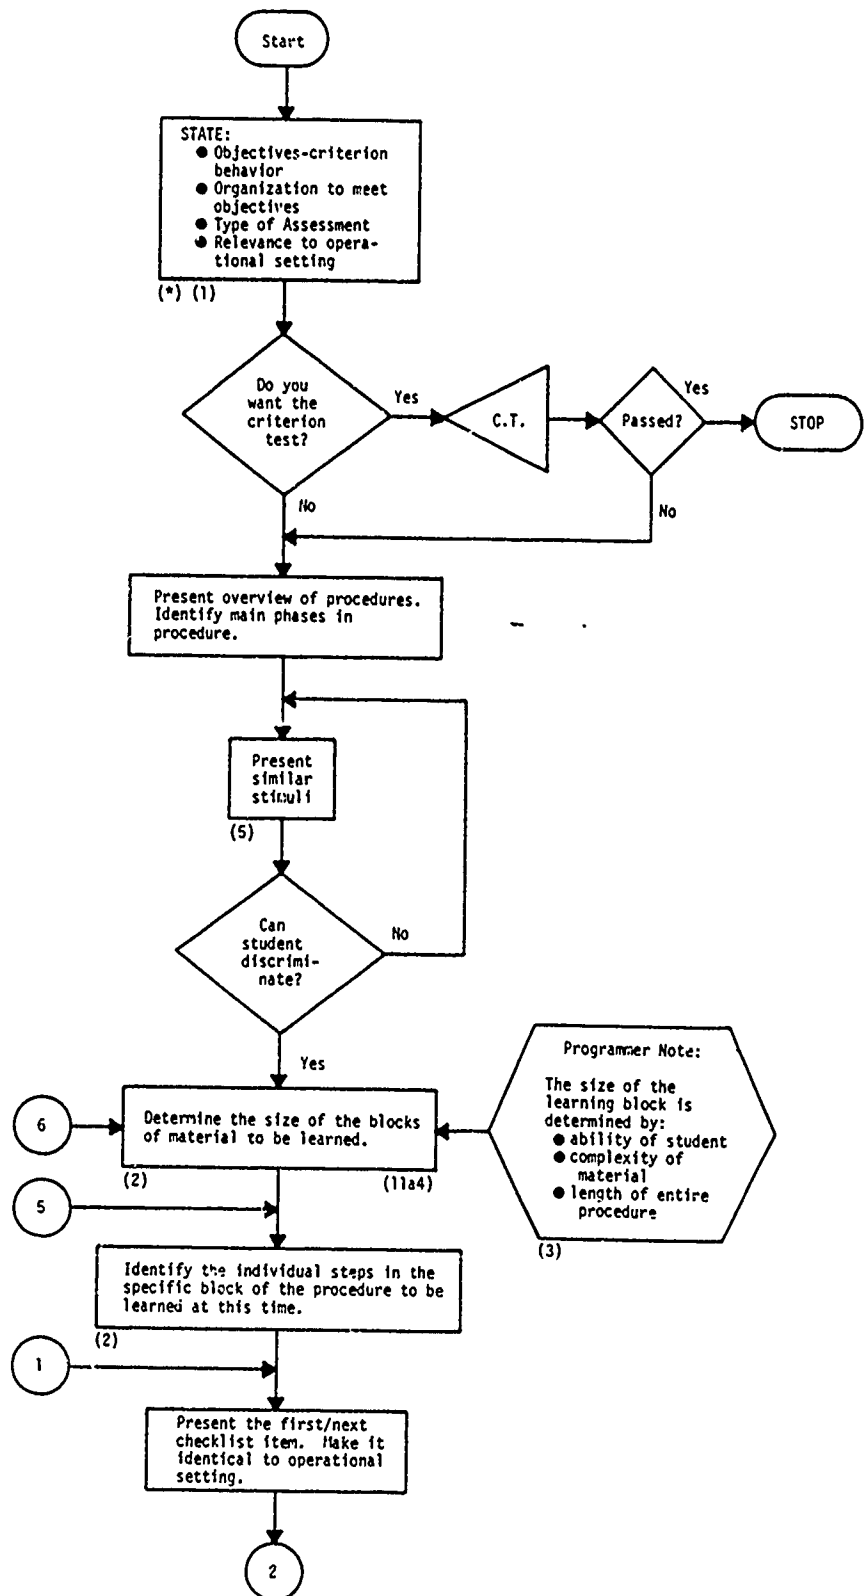 Start
STATE:
● Objectives-criterion
behavior
● Organization to meet
objectives
● Type of Assessment
● Relevance to opera-
tional setting
(*) (1)
Do you
want the
criterion
test?
Yes
C.T.
Passed?
Yes
STOP
No
No
Present overview of procedures.
Identify main phases in
procedure.
Present
similar
stimuli
(5)
Can
student
discrimi-
nate?
No
Yes
Programmer Note:
The size of the
learning block is
determined by:
● ability of student
● complexity of
material
● length of entire
procedure
(3)
6
Determine the size of the blocks
of material to be learned.
(2)
(11a4)
5
Identify the individual steps in the
specific block of the procedure to be
learned at this time.
(2)
1
Present the first/next
checklist item. Make it
identical to operational
setting.
2